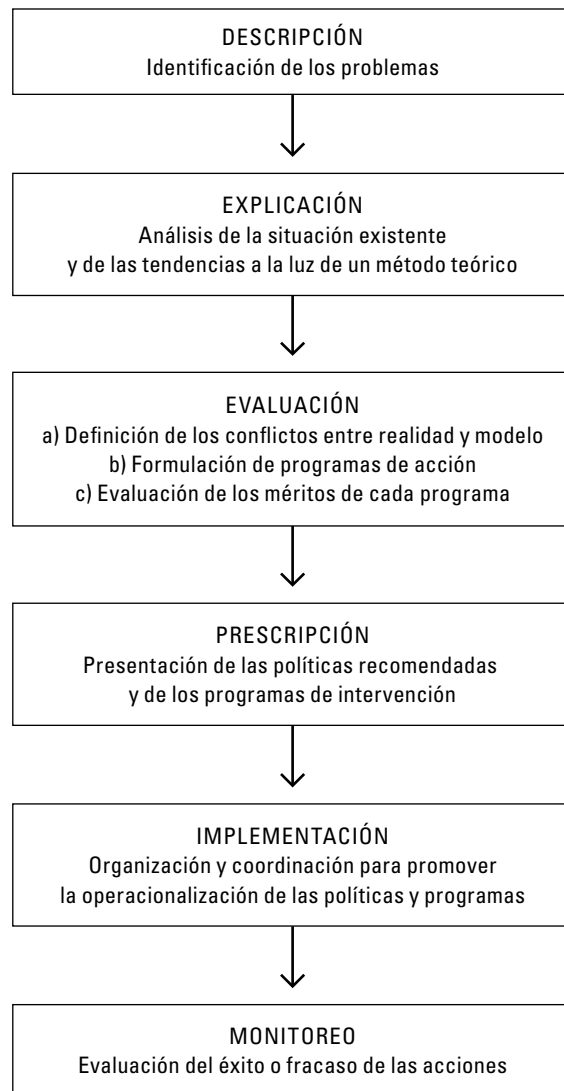 DESCRIPCIÓN
Identificación de los problemas
EXPLICACIÓN
Análisis de la situación existente
y de las tendencias a la luz de un método teórico
EVALUACIÓN
a) Definición de los conflictos entre realidad y modelo
b) Formulación de programas de acción
c) Evaluación de los méritos de cada programa
PRESCRIPCIÓN
Presentación de las políticas recomendadas
y de los programas de intervención
IMPLEMENTACIÓN
Organización y coordinación para promover
la operacionalización de las políticas y programas
MONITOREO
Evaluación del éxito o fracaso de las acciones